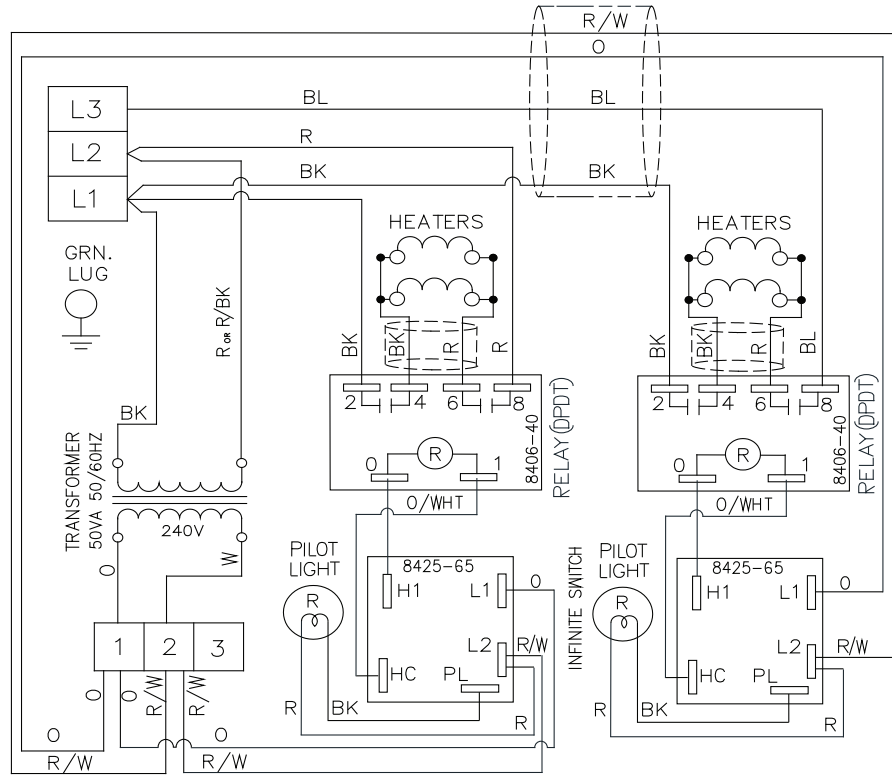 R/W
O
L3
BL
BL
L2
R
L1
BK
BK
HEATERS
HEATERS
GRN.
LUG
R OR R/BK
BK
BK
R
R
BK
BK
R
BL
2
4
6
8
2
4
6
8
BK
0
R
1
8406-40
RELAY(DPDT)
0
R
1
8406-40
RELAY(DPDT)
TRANSFORMER
50VA 50/60HZ
240V
O/WHT
O/WHT
O
W
PILOT
LIGHT
R
8425-65
H1
L1
O
L2
R/W
HC
PL
INFINITE SWITCH
PILOT
LIGHT
R
8425-65
H1
L1
O
L2
R/W
HC
PL
1
2
3
O
O
R/W
R/W
R
BK
R
R
BK
R
O
O
R/W
R/W